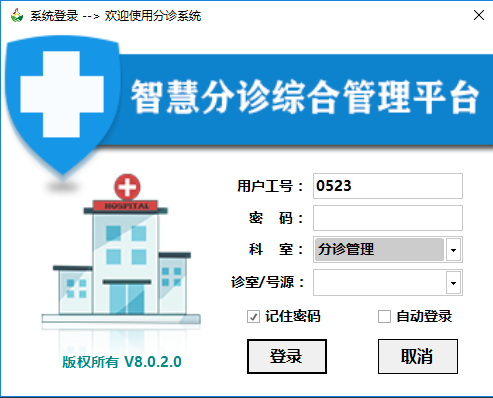 系统登录 --> 欢迎使用分诊系统
智慧分诊综合管理平台
HOSPITAL
用户工号： 0523
密 码：
科 室： 分诊管理
诊室/号源：
记住密码 自动登录
登录 取消
版权所有 V8.0.2.0